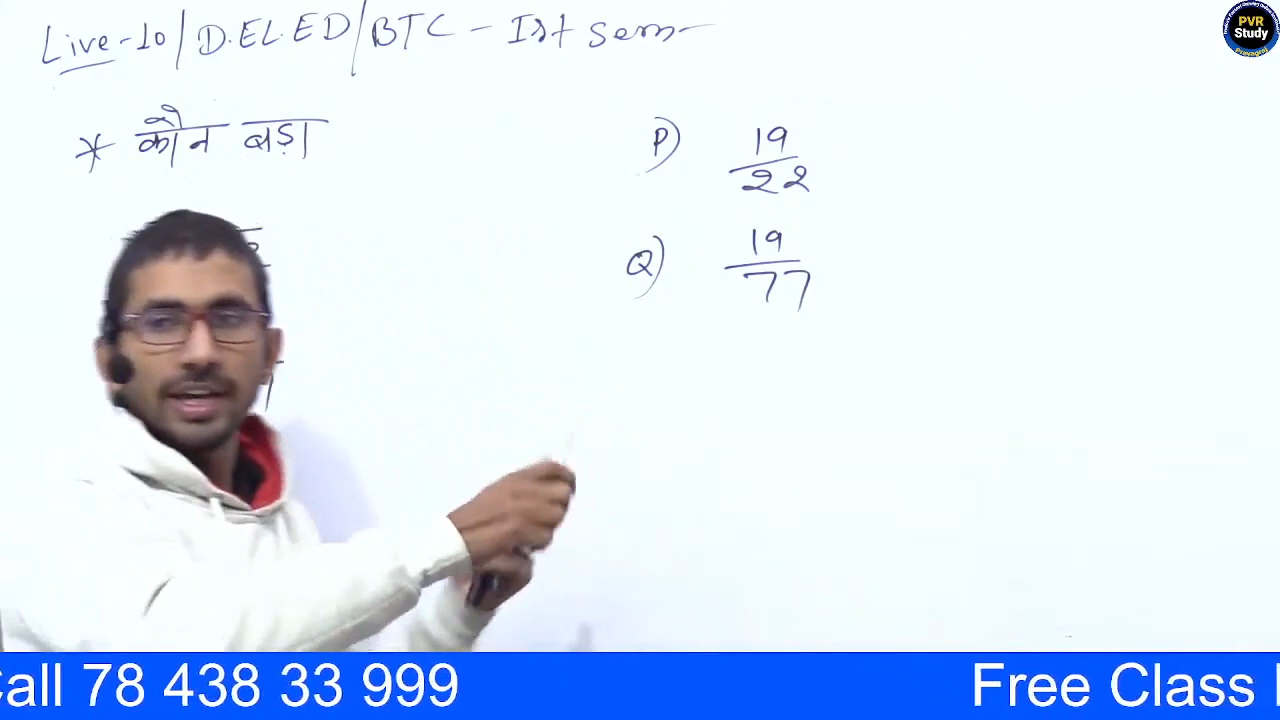 Live-10/D.EL.ED/BTC - Ist Sem
* कौन बड़ा
P) 19/22
Q) 19/77
PVR
Study
Prayagraj
Call 78 438 33 999
Free Class